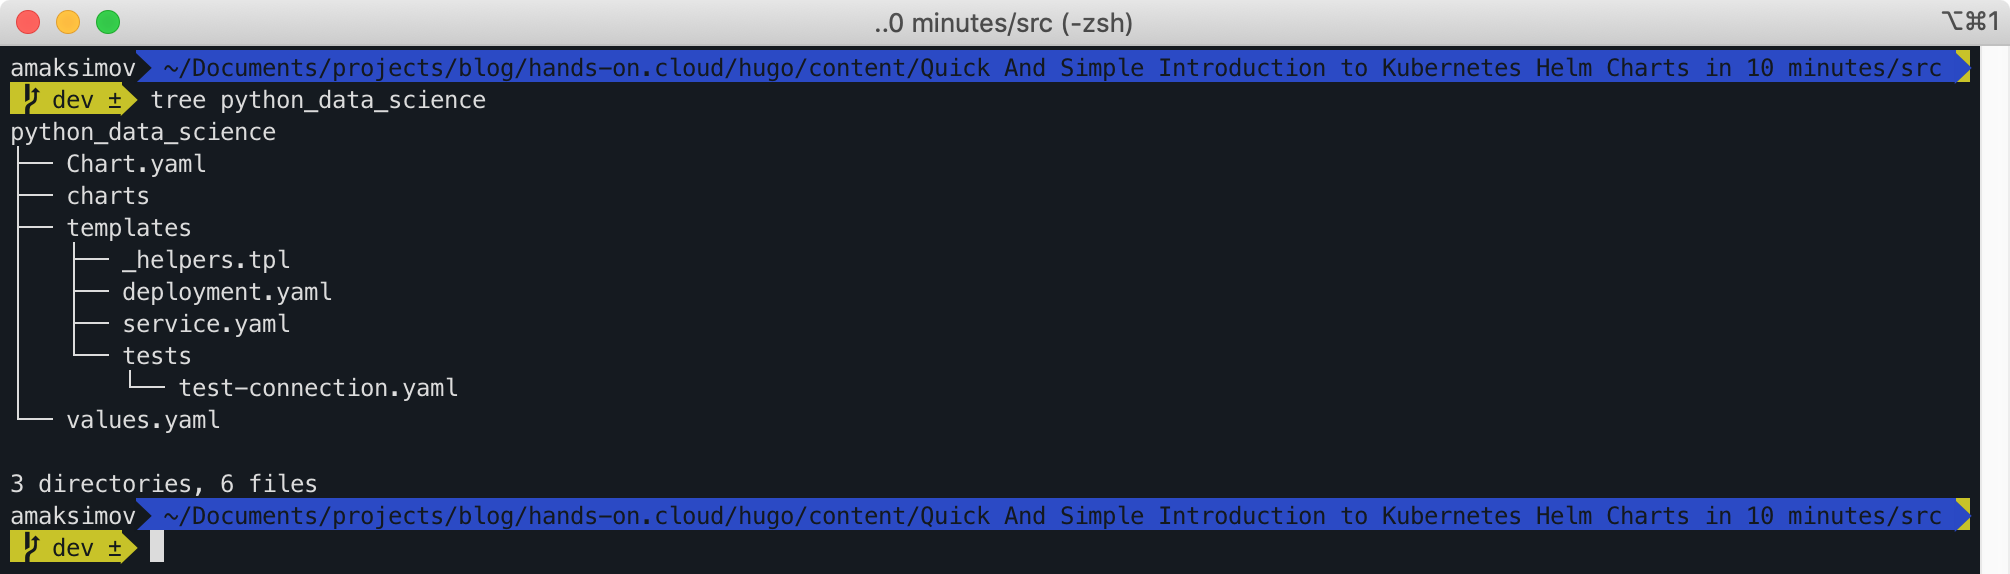 ..0 minutes/src (-zsh)
⌥⌘1
amaksimov ~/Documents/projects/blog/hands-on.cloud/hugo/content/Quick And Simple Introduction to Kubernetes Helm Charts in 10 minutes/src
dev ± tree python_data_science
python_data_science
├── Chart.yaml
├── charts
├── templates
│   ├── _helpers.tpl
│   ├── deployment.yaml
│   ├── service.yaml
│   └── tests
│       └── test-connection.yaml
└── values.yaml
3 directories, 6 files
amaksimov ~/Documents/projects/blog/hands-on.cloud/hugo/content/Quick And Simple Introduction to Kubernetes Helm Charts in 10 minutes/src
dev ±